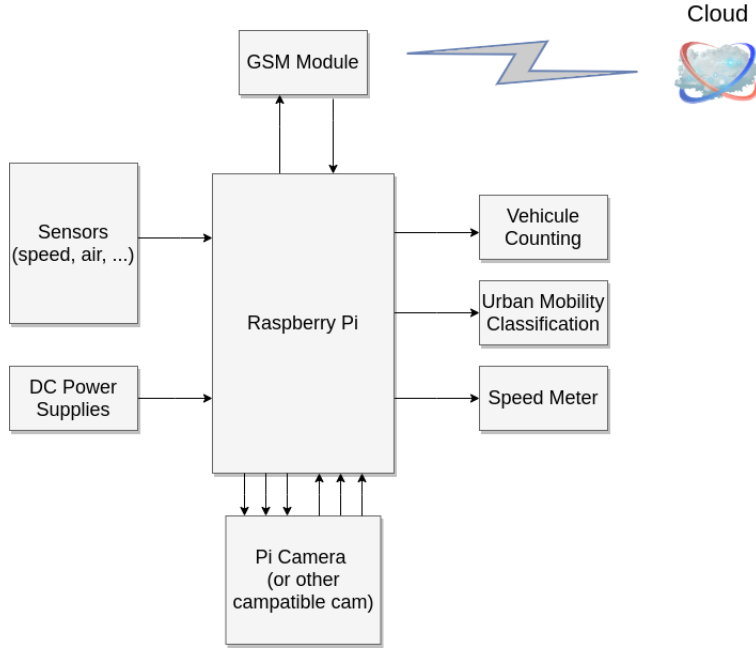 Cloud
GSM Module
Sensors
(speed, air, ...)
Raspberry Pi
Vehicule
Counting
Urban Mobility
Classification
DC Power
Supplies
Speed Meter
Pi Camera
(or other
campatible cam)